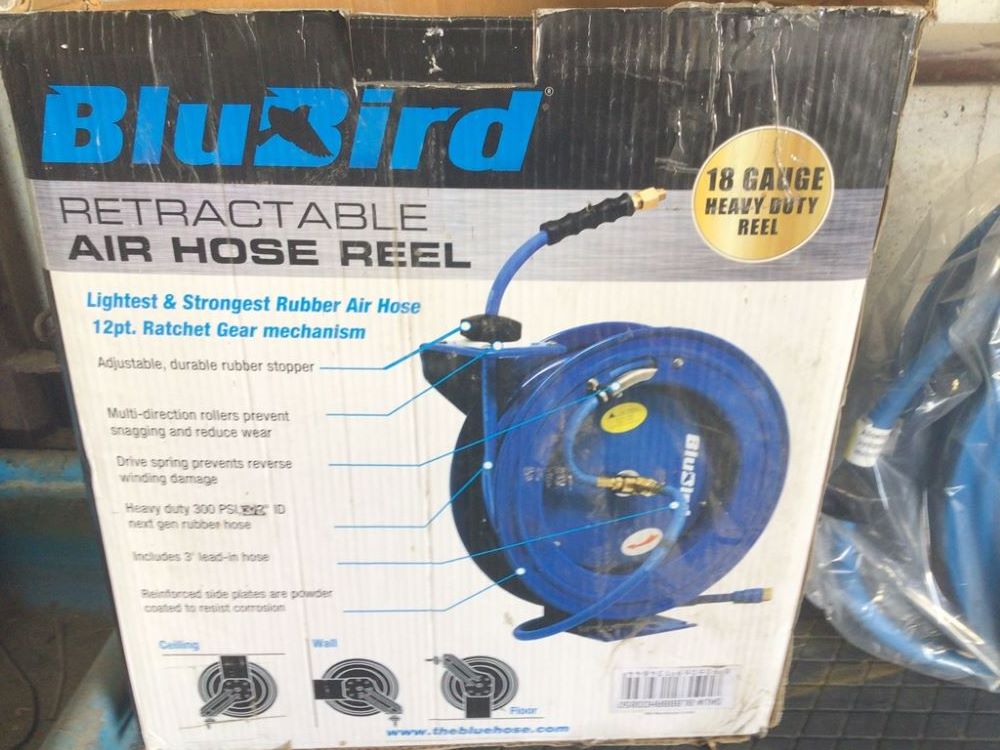 BluBird®
RETRACTABLE
AIR HOSE REEL
18 GAUGE
HEAVY DUTY
REEL
Lightest & Strongest Rubber Air Hose
12pt. Ratchet Gear mechanism
Adjustable, durable rubber stopper
Multi-direction rollers prevent
snagging and reduce wear
Drive spring prevents reverse
winding damage
Heavy duty 300 PSI, ID
next gen rubber hose
Includes 3' lead-in hose
Reinforced side plates are powder
coated to resist corrosion
BluBird
Ceiling
Wall
Floor
www.thebluehose.com